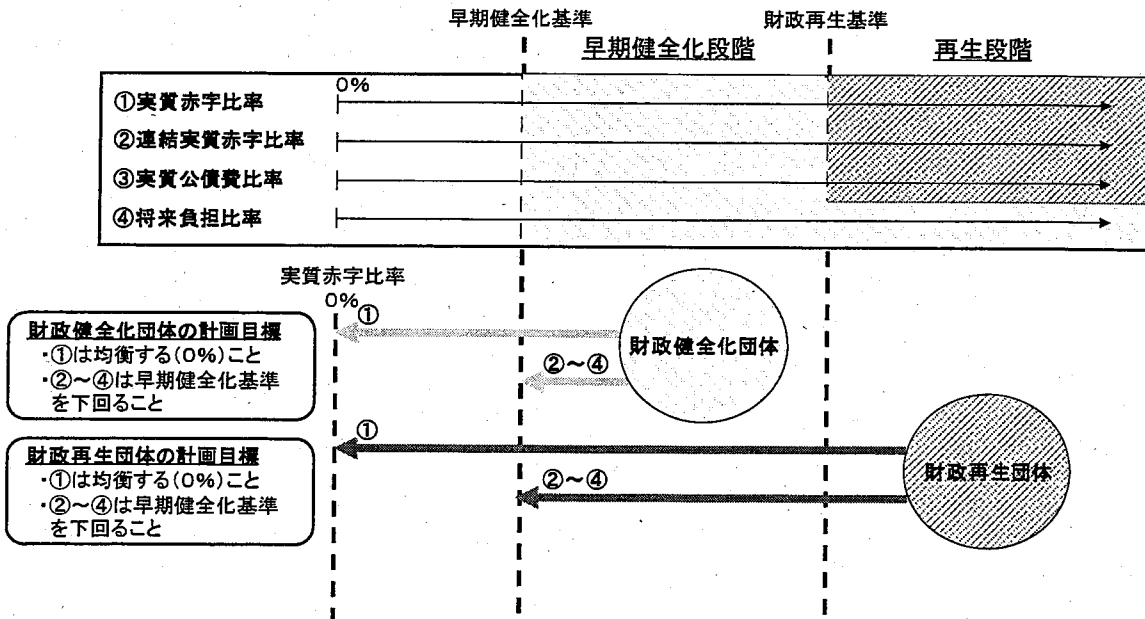 早期健全化基準
財政再生基準
早期健全化段階
再生段階
0%
①実質赤字比率
②連結実質赤字比率
③実質公債費比率
④将来負担比率
実質赤字比率
0%
①
財政健全化団体の計画目標
・①は均衡する(0%)こと
・②～④は早期健全化基準
を下回ること
②～④
財政健全化団体
①
財政再生団体の計画目標
・①は均衡する(0%)こと
・②～④は早期健全化基準
を下回ること
②～④
財政再生団体